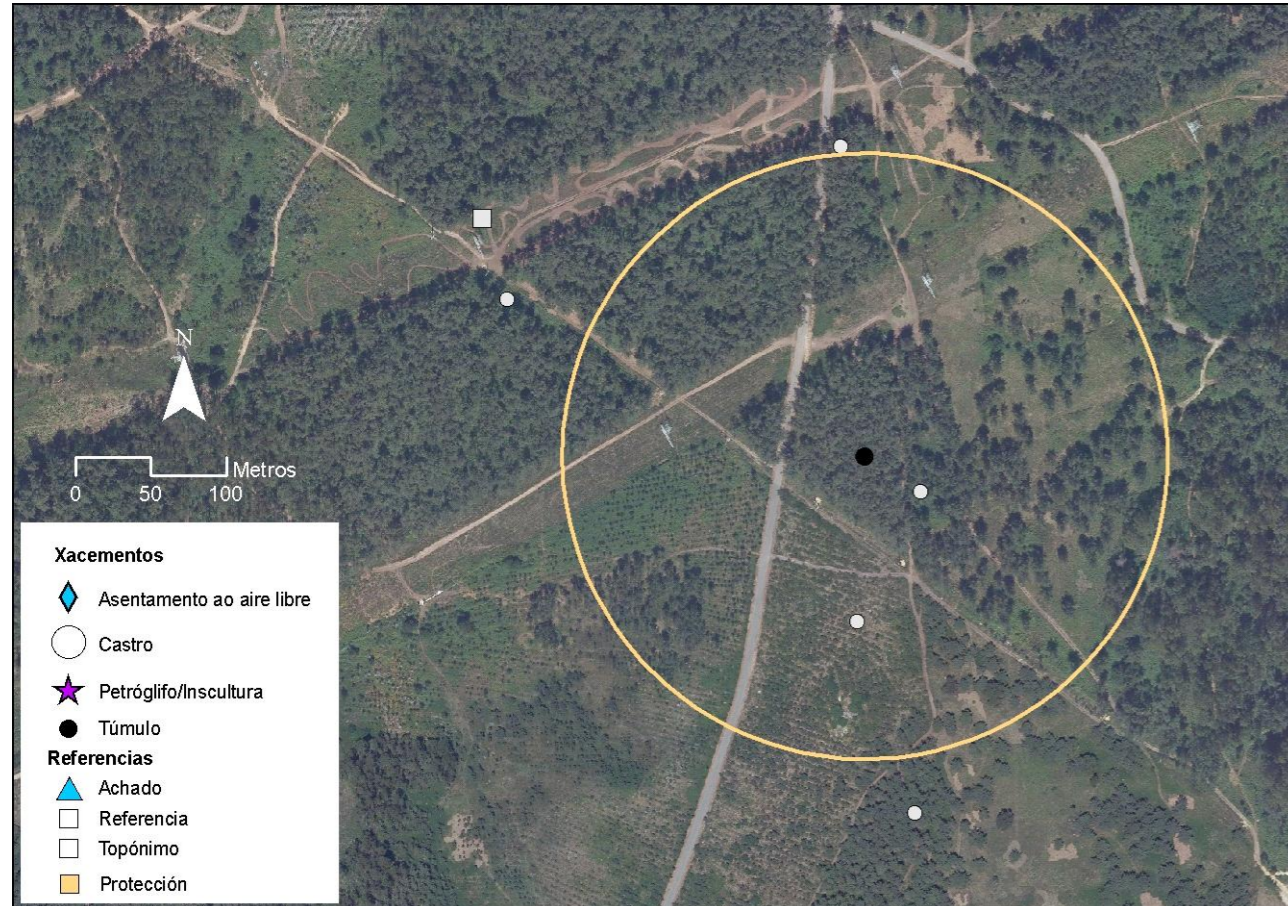 N
Metros
0 50 100
Xacementos
Asentamento ao aire libre
Castro
Petróglifo/Inscultura
Túmulo
Referencias
Achado
Referencia
Topónimo
Protección